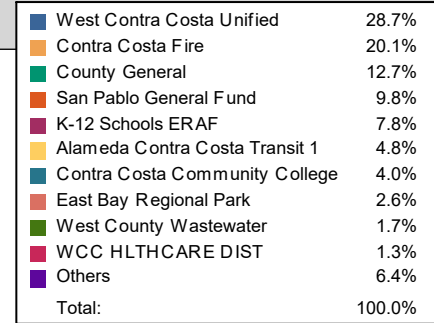 West Contra Costa Unified 28.7%
Contra Costa Fire 20.1%
County General 12.7%
San Pablo General Fund 9.8%
K-12 Schools ERAF 7.8%
Alameda Contra Costa Transit 1 4.8%
Contra Costa Community College 4.0%
East Bay Regional Park 2.6%
West County Wastewater 1.7%
WCC HLTHCARE DIST 1.3%
Others 6.4%
Total: 100.0%